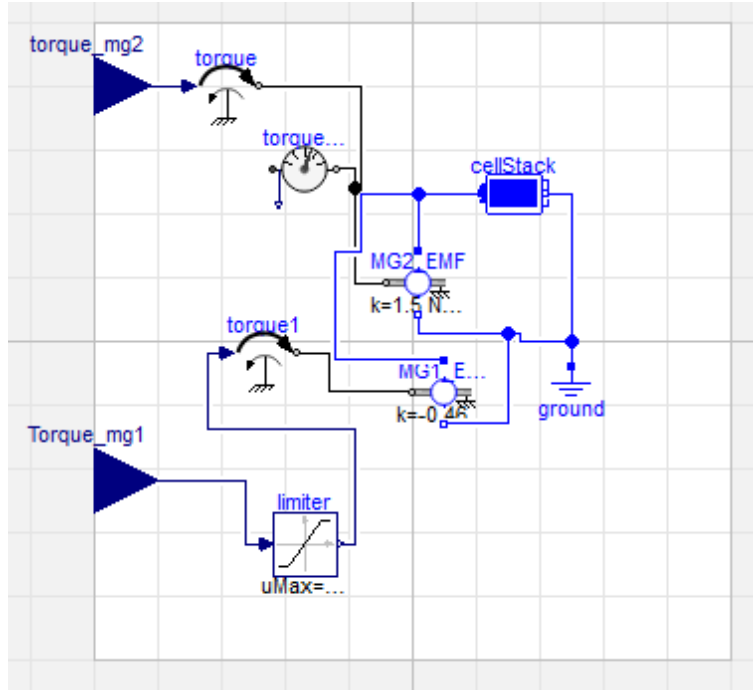 torque_mg2
torque
torque...
cellStack
MG2_EMF
k=1.5 N...
torque1
MG1_E...
k=-0.46
ground
Torque_mg1
limiter
uMax=...